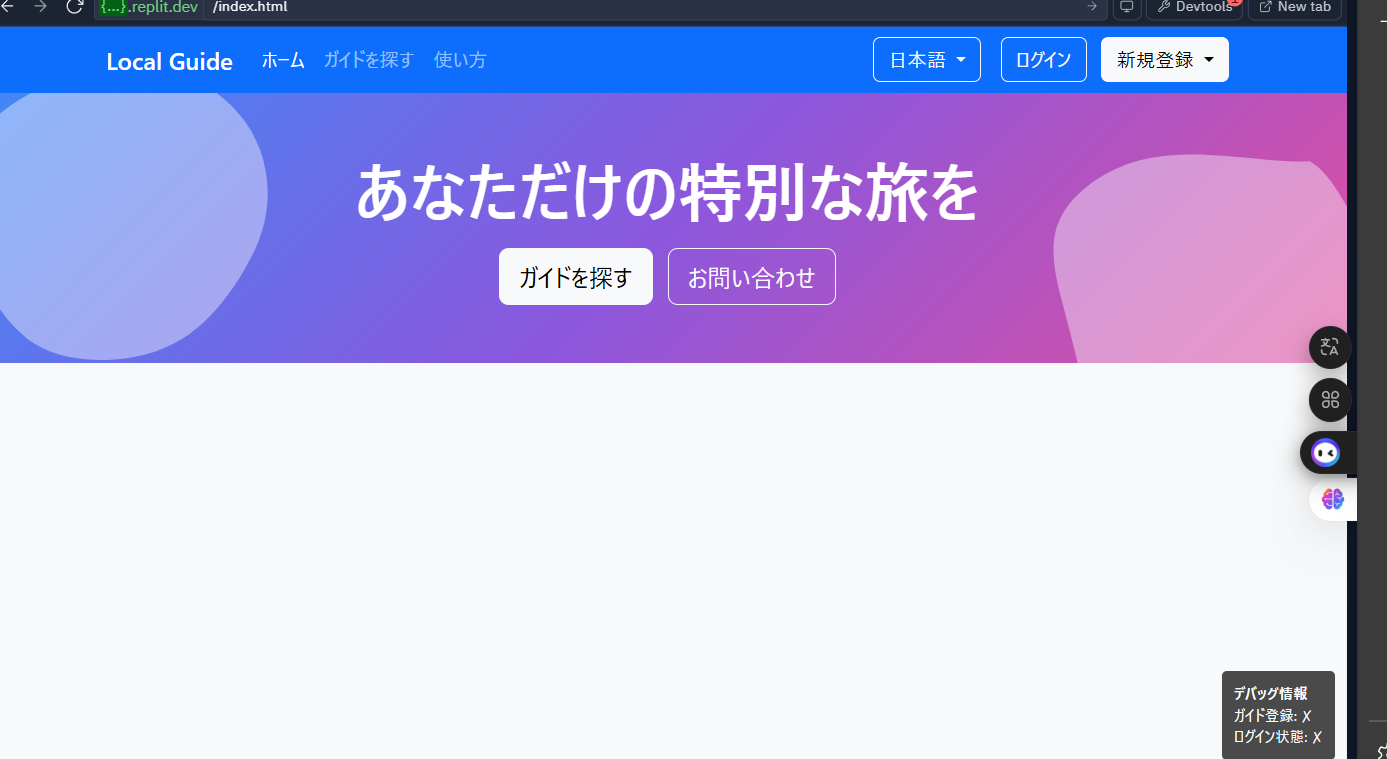 {...}.replit.dev /index.html Devtools New tab
Local Guide ホーム ガイドを探す 使い方 日本語 ログイン 新規登録
あなただけの特別な旅を
ガイドを探す お問い合わせ
デバッグ情報
ガイド登録: ✗
ログイン状態: ✗